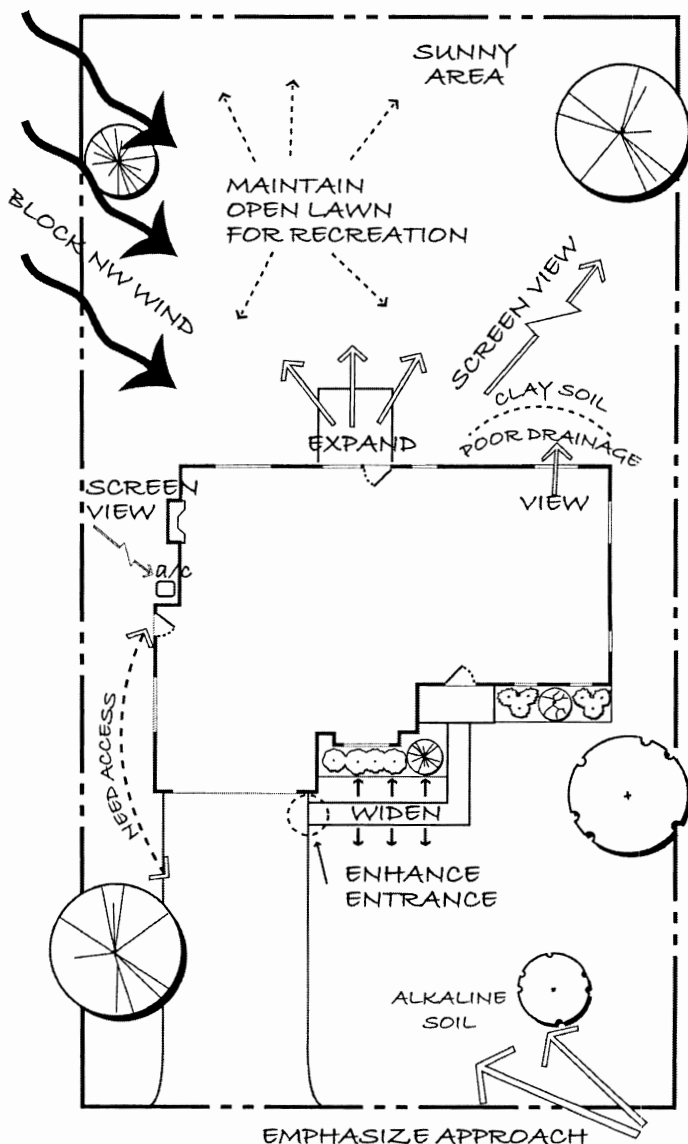 SUNNY
AREA
MAINTAIN
OPEN LAWN
FOR RECREATION
BLOCK NW WIND
SCREEN VIEW
CLAY SOIL
EXPAND
POOR DRAINAGE
SCREEN
VIEW
VIEW
a/c
NEED ACCESS
WIDEN
ENHANCE
ENTRANCE
ALKALINE
SOIL
EMPHASIZE APPROACH